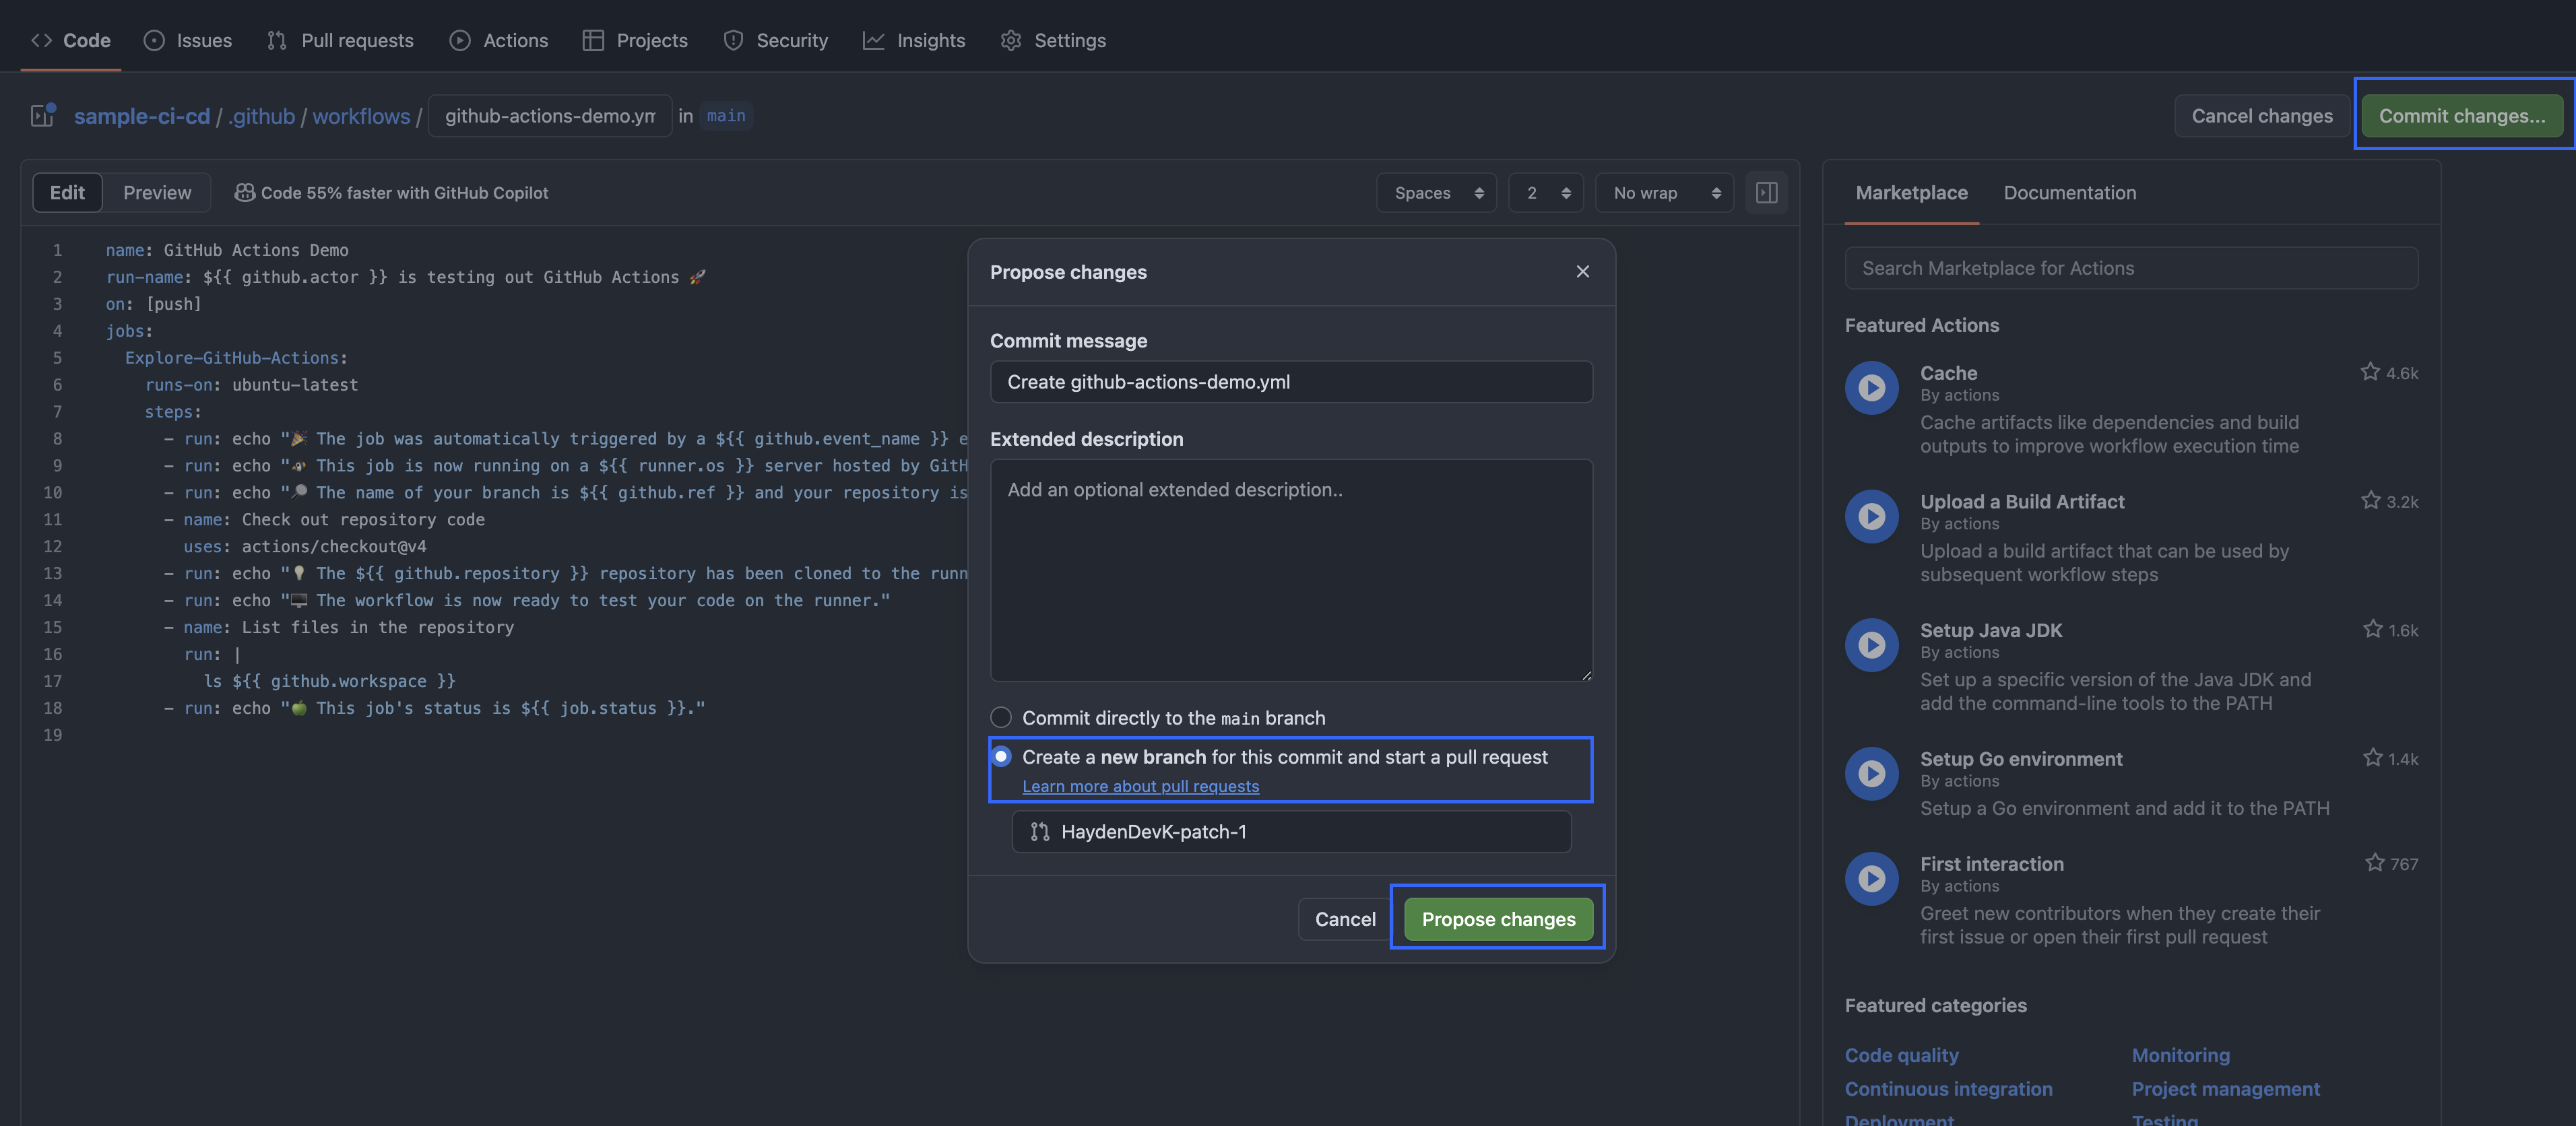 Code Issues Pull requests Actions Projects Security Insights Settings
sample-ci-cd / .github / workflows / github-actions-demo.ym in main
Cancel changes Commit changes...
Edit Preview Code 55% faster with GitHub Copilot
Spaces 2 No wrap
1 name: GitHub Actions Demo
2 run-name: ${{ github.actor }} is testing out GitHub Actions 🚀
3 on: [push]
4 jobs:
5 Explore-GitHub-Actions:
6 runs-on: ubuntu-latest
7 steps:
8 - run: echo "🎉 The job was automatically triggered by a ${{ github.event_name }} e
9 - run: echo "🐧 This job is now running on a ${{ runner.os }} server hosted by GitH
10 - run: echo "🔎 The name of your branch is ${{ github.ref }} and your repository is
11 - name: Check out repository code
12 uses: actions/checkout@v4
13 - run: echo "💡 The ${{ github.repository }} repository has been cloned to the runn
14 - run: echo "🖥️ The workflow is now ready to test your code on the runner."
15 - name: List files in the repository
16 run: |
17 ls ${{ github.workspace }}
18 - run: echo "🍏 This job's status is ${{ job.status }}."
19
Propose changes
Commit message
Create github-actions-demo.yml
Extended description
Add an optional extended description..
Commit directly to the main branch
Create a new branch for this commit and start a pull request
Learn more about pull requests
HaydenDevK-patch-1
Cancel Propose changes
Marketplace Documentation
Search Marketplace for Actions
Featured Actions
Cache 4.6k
By actions
Cache artifacts like dependencies and build
outputs to improve workflow execution time
Upload a Build Artifact 3.2k
By actions
Upload a build artifact that can be used by
subsequent workflow steps
Setup Java JDK 1.6k
By actions
Set up a specific version of the Java JDK and
add the command-line tools to the PATH
Setup Go environment 1.4k
By actions
Setup a Go environment and add it to the PATH
First interaction 767
By actions
Greet new contributors when they create their
first issue or open their first pull request
Featured categories
Code quality Monitoring
Continuous integration Project management
Deployment Testing